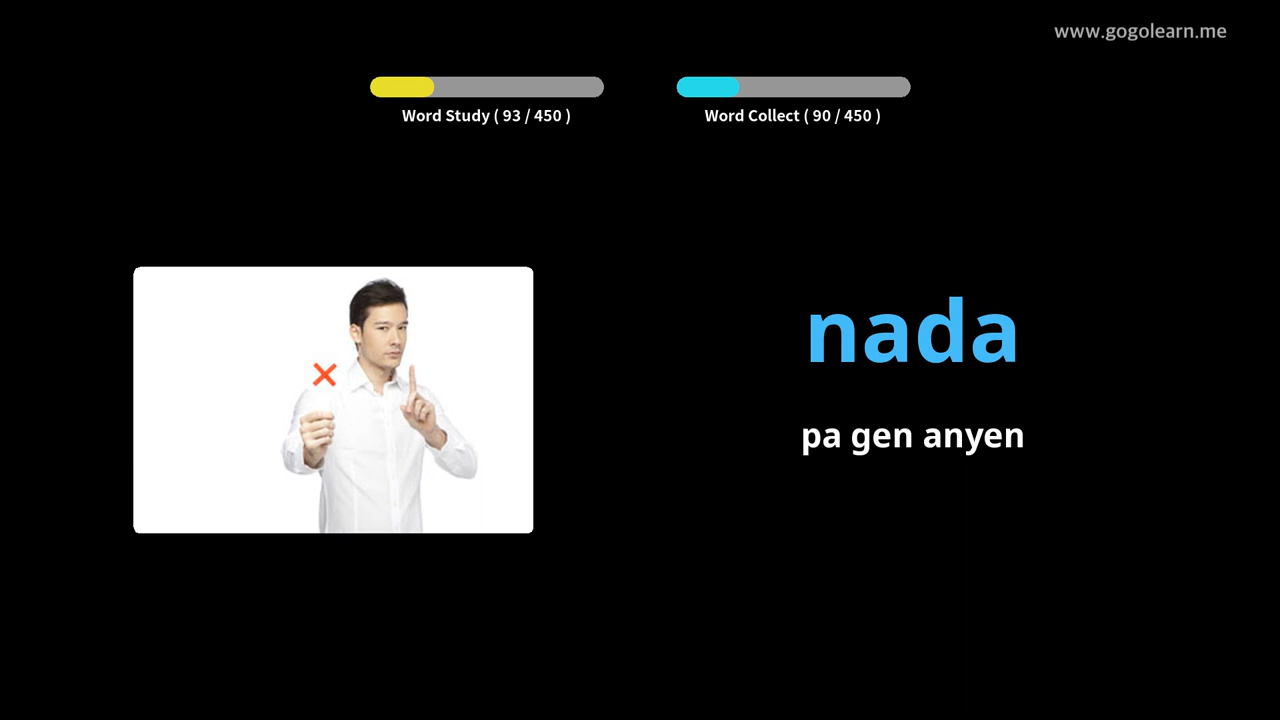 www.gogolearn.me
Word Study ( 93 / 450 )
Word Collect ( 90 / 450 )
nada
pa gen anyen